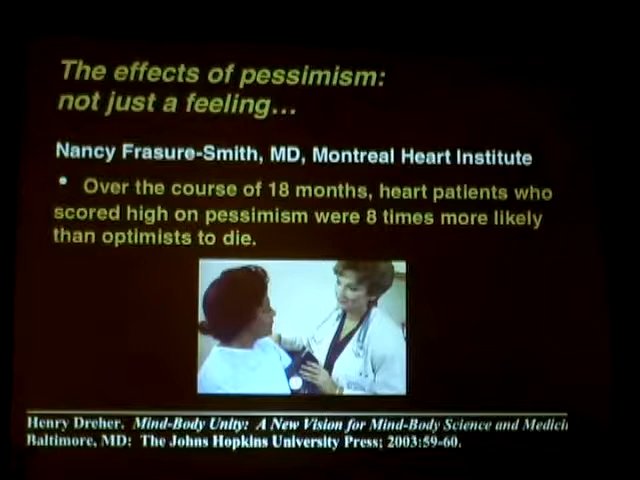 The effects of pessimism:
not just a feeling…
Nancy Frasure-Smith, MD, Montreal Heart Institute
• Over the course of 18 months, heart patients who
scored high on pessimism were 8 times more likely
than optimists to die.
Henry Dreher. Mind-Body Unity: A New Vision for Mind-Body Science and Medici
Baltimore, MD: The Johns Hopkins University Press; 2003:59-60.